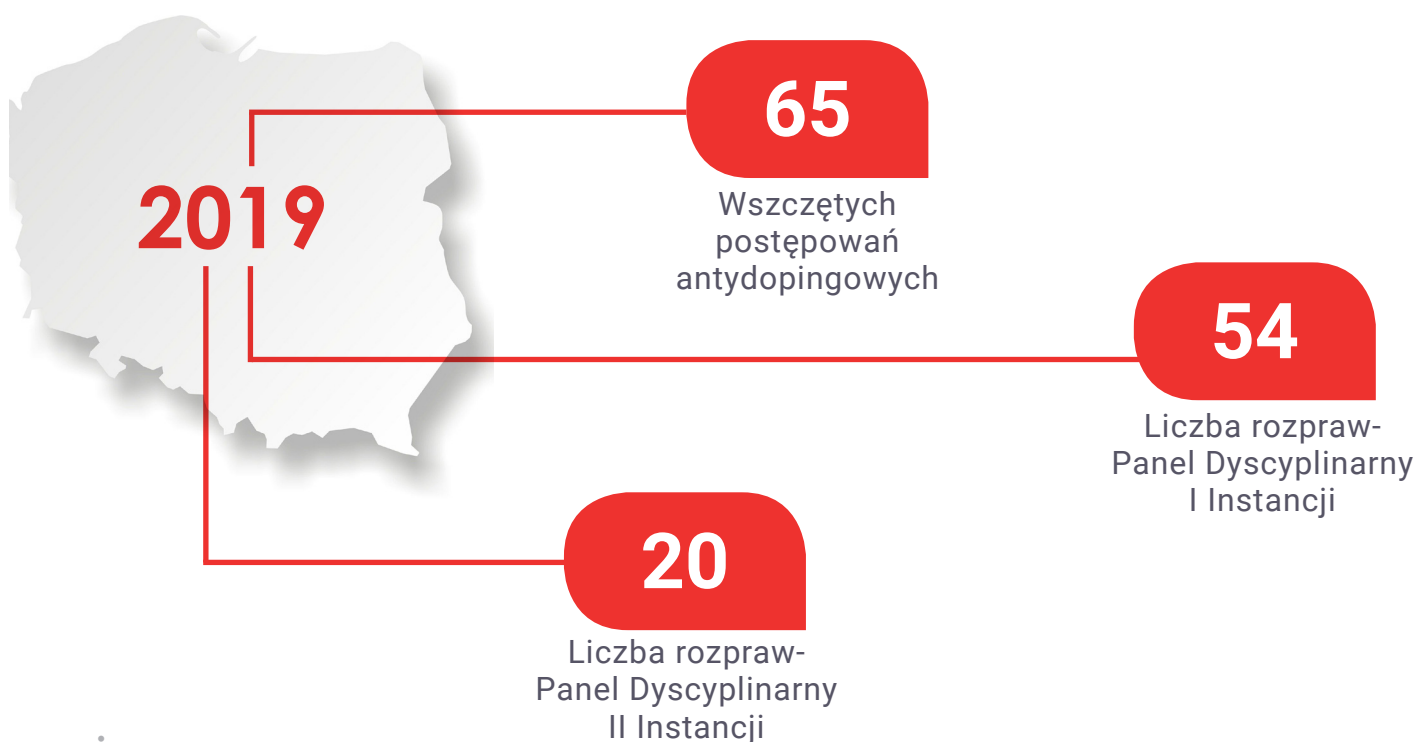 2019
65
Wszczętych
postępowań
antydopingowych
54
Liczba rozpraw-
Panel Dyscyplinarny
I Instancji
20
Liczba rozpraw-
Panel Dyscyplinarny
II Instancji